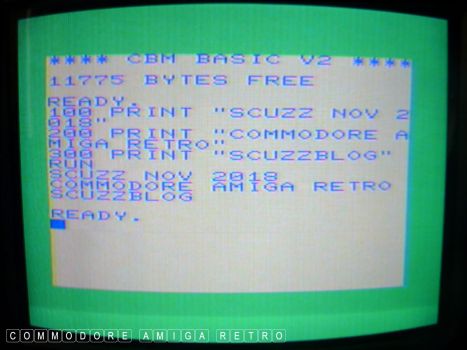 **** CBM BASIC V2 ****
11775 BYTES FREE
READY.
100 PRINT "SCUZZ NOV 2
018"
200 PRINT "COMMODORE A
MIGA RETRO"
300 PRINT "SCUZZBLOG"
RUN
SCUZZ NOV 2018
COMMODORE AMIGA RETRO
SCUZZBLOG
READY.
COMMODORE AMIGA RETRO